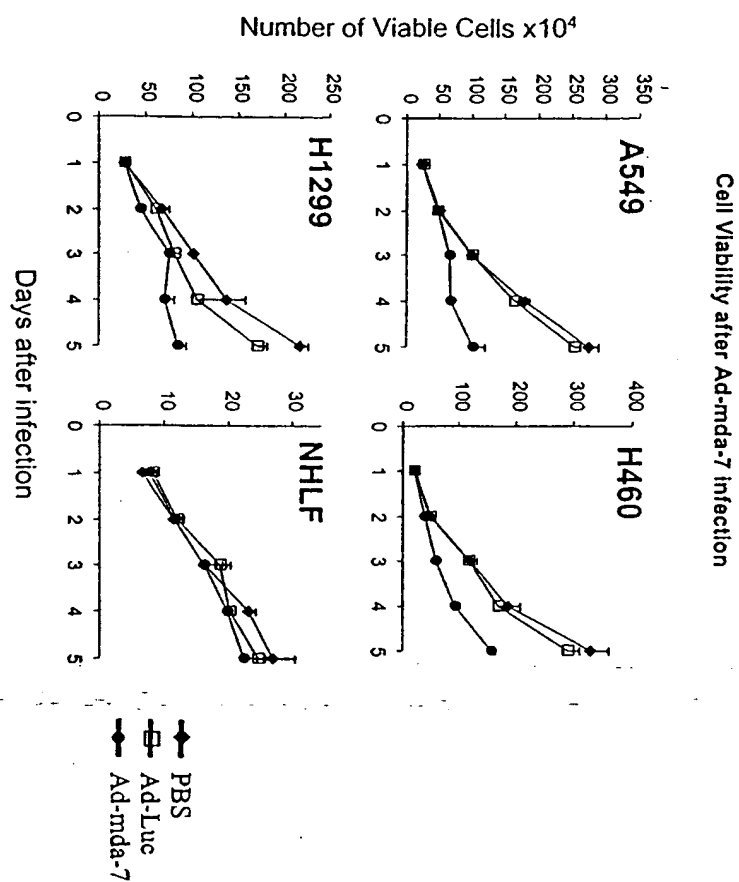 Cell Viability after Ad-mda-7 infection
Number of Viable Cells x10⁴
A549
350
300
250
200
150
100
50
0
0 1 2 3 4 5
H460
400
300
200
100
0
0 1 2 3 4 5
H1299
250
200
150
100
50
0
0 1 2 3 4 5
NHLF
30
20
10
0
0 1 2 3 4 5
Days after infection
PBS
Ad-Luc
Ad-mda-7